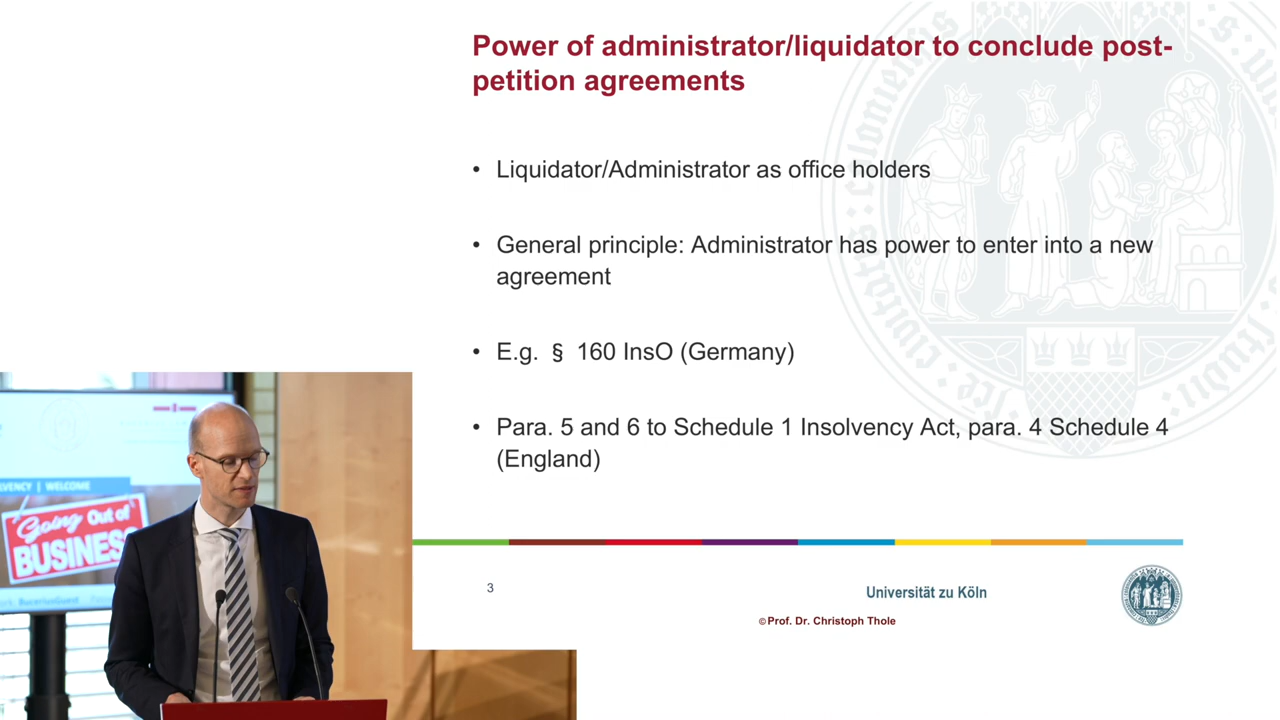 Power of administrator/liquidator to conclude post-
petition agreements
• Liquidator/Administrator as office holders
• General principle: Administrator has power to enter into a new
agreement
• E.g. § 160 InsO (Germany)
• Para. 5 and 6 to Schedule 1 Insolvency Act, para. 4 Schedule 4
(England)
3
Universität zu Köln
© Prof. Dr. Christoph Thole
VENCY | WELCOME
Going Out of
BUSINESS